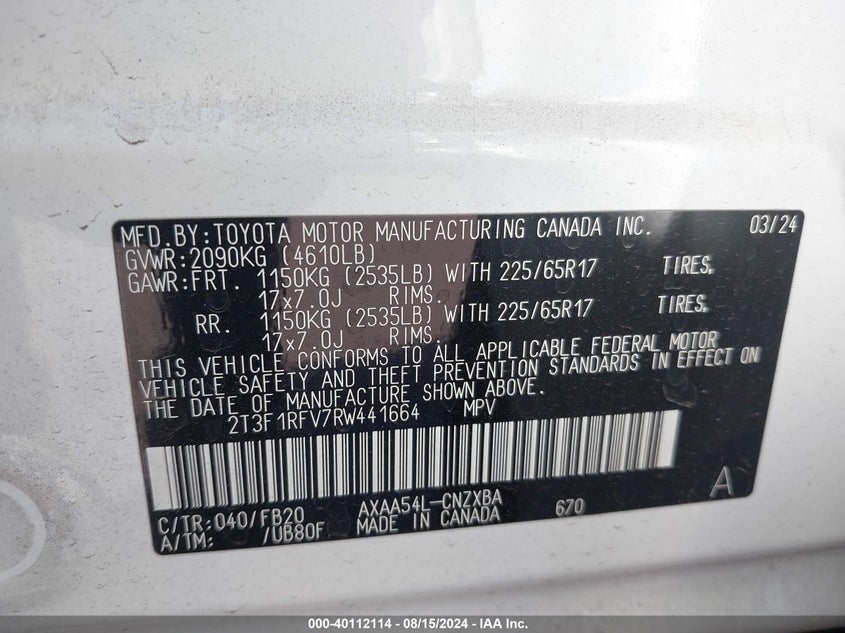 MFD.BY:TOYOTA MOTOR MANUFACTURING CANADA INC. 03/24
GVWR:2090KG (4610LB)
GAWR:FRT. 1150KG (2535LB) WITH 225/65R17 TIRES,
17x7.0J RIMS.
RR. 1150KG (2535LB) WITH 225/65R17 TIRES,
17x7.0J RIMS.
THIS VEHICLE CONFORMS TO ALL APPLICABLE FEDERAL MOTOR
VEHICLE SAFETY AND THEFT PREVENTION STANDARDS IN EFFECT ON
THE DATE OF MANUFACTURE SHOWN ABOVE.
2T3F1RFV7RW441664 MPV
C/TR:040/FB20 AXAA54L-CNZXBA 670 A
A/TM: /UB80F MADE IN CANADA
000-40112114 - 08/15/2024 - IAA Inc.